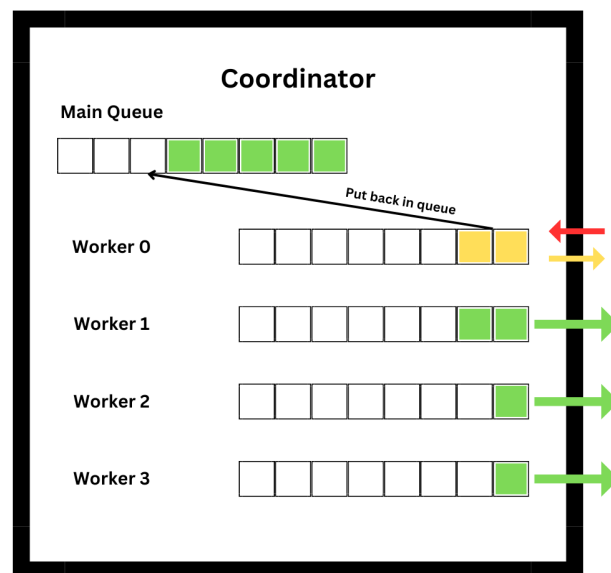 Coordinator
Main Queue
Put back in queue
Worker 0
Worker 1
Worker 2
Worker 3